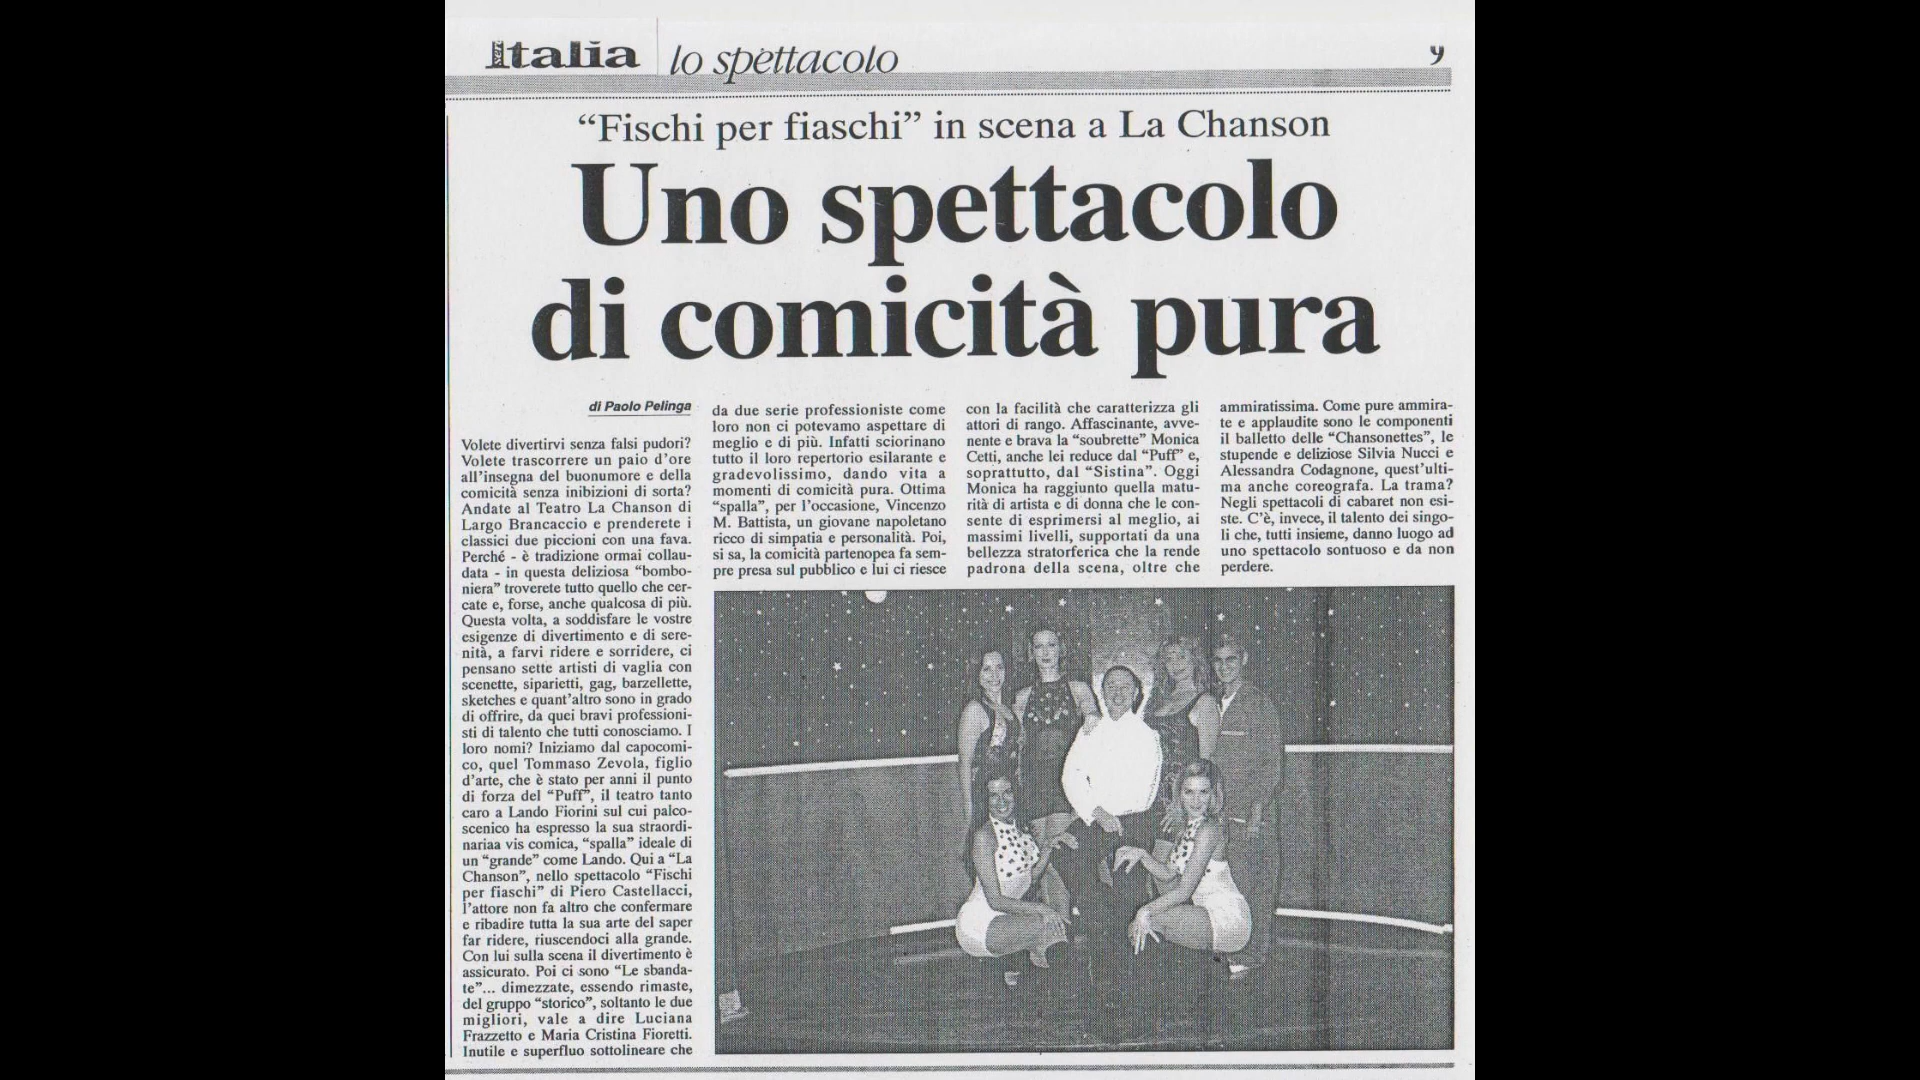 sera Italia
lo spettacolo
9
“Fischi per fiaschi” in scena a La Chanson
Uno spettacolo
di comicità pura
di Paolo Pelinga
Volete divertirvi senza falsi pudori?
Volete trascorrere un paio d’ore
all’insegna del buonumore e della
comicità senza inibizioni di sorta?
Andate al Teatro La Chanson di
Largo Brancaccio e prenderete i
classici due piccioni con una fava.
Perché - è tradizione ormai collau-
data - in questa deliziosa “bombo-
niera” troverete tutto quello che cer-
cate e, forse, anche qualcosa di più.
Questa volta, a soddisfare le vostre
esigenze di divertimento e di sere-
nità, a farvi ridere e sorridere, ci
pensano sette artisti di vaglia con
scenette, siparietti, gag, barzellette,
sketches e quant’altro sono in grado
di offrire, da quei bravi professioni-
sti di talento che tutti conosciamo. I
loro nomi? Iniziamo dal capocomi-
co, quel Tommaso Zevola, figlio
d’arte, che è stato per anni il punto
di forza del “Puff”, il teatro tanto
caro a Lando Fiorini sul cui palco-
scenico ha espresso la sua straordi-
nariaa vis comica, “spalla” ideale di
un “grande” come Lando. Qui a “La
Chanson”, nello spettacolo “Fischi
per fiaschi” di Piero Castellacci,
l’attore non fa altro che confermare
e ribadire tutta la sua arte del saper
far ridere, riuscendoci alla grande.
Con lui sulla scena il divertimento è
assicurato. Poi ci sono “Le sbanda-
te”... dimezzate, essendo rimaste,
del gruppo “storico”, soltanto le due
migliori, vale a dire Luciana
Frazzetto e Maria Cristina Fioretti.
Inutile e superfluo sottolineare che
da due serie professioniste come
loro non ci potevamo aspettare di
meglio e di più. Infatti sciorinano
tutto il loro repertorio esilarante e
gradevolissimo, dando vita a
momenti di comicità pura. Ottima
“spalla”, per l’occasione, Vincenzo
M. Battista, un giovane napoletano
ricco di simpatia e personalità. Poi,
si sa, la comicità partenopea fa sem-
pre presa sul pubblico e lui ci riesce
con la facilità che caratterizza gli
attori di rango. Affascinante, avve-
nente e brava la “soubrette” Monica
Cetti, anche lei reduce dal “Puff” e,
soprattutto, dal “Sistina”. Oggi
Monica ha raggiunto quella matu-
rità di artista e di donna che le con-
sente di esprimersi al meglio, ai
massimi livelli, supportati da una
bellezza stratorferica che la rende
padrona della scena, oltre che
ammiratissima. Come pure ammira-
te e applaudite sono le componenti
il balletto delle “Chansonettes”, le
stupende e deliziose Silvia Nucci e
Alessandra Codagnone, quest’ulti-
ma anche coreografa. La trama?
Negli spettacoli di cabaret non esi-
ste. C’è, invece, il talento dei singo-
li che, tutti insieme, danno luogo ad
uno spettacolo sontuoso e da non
perdere.